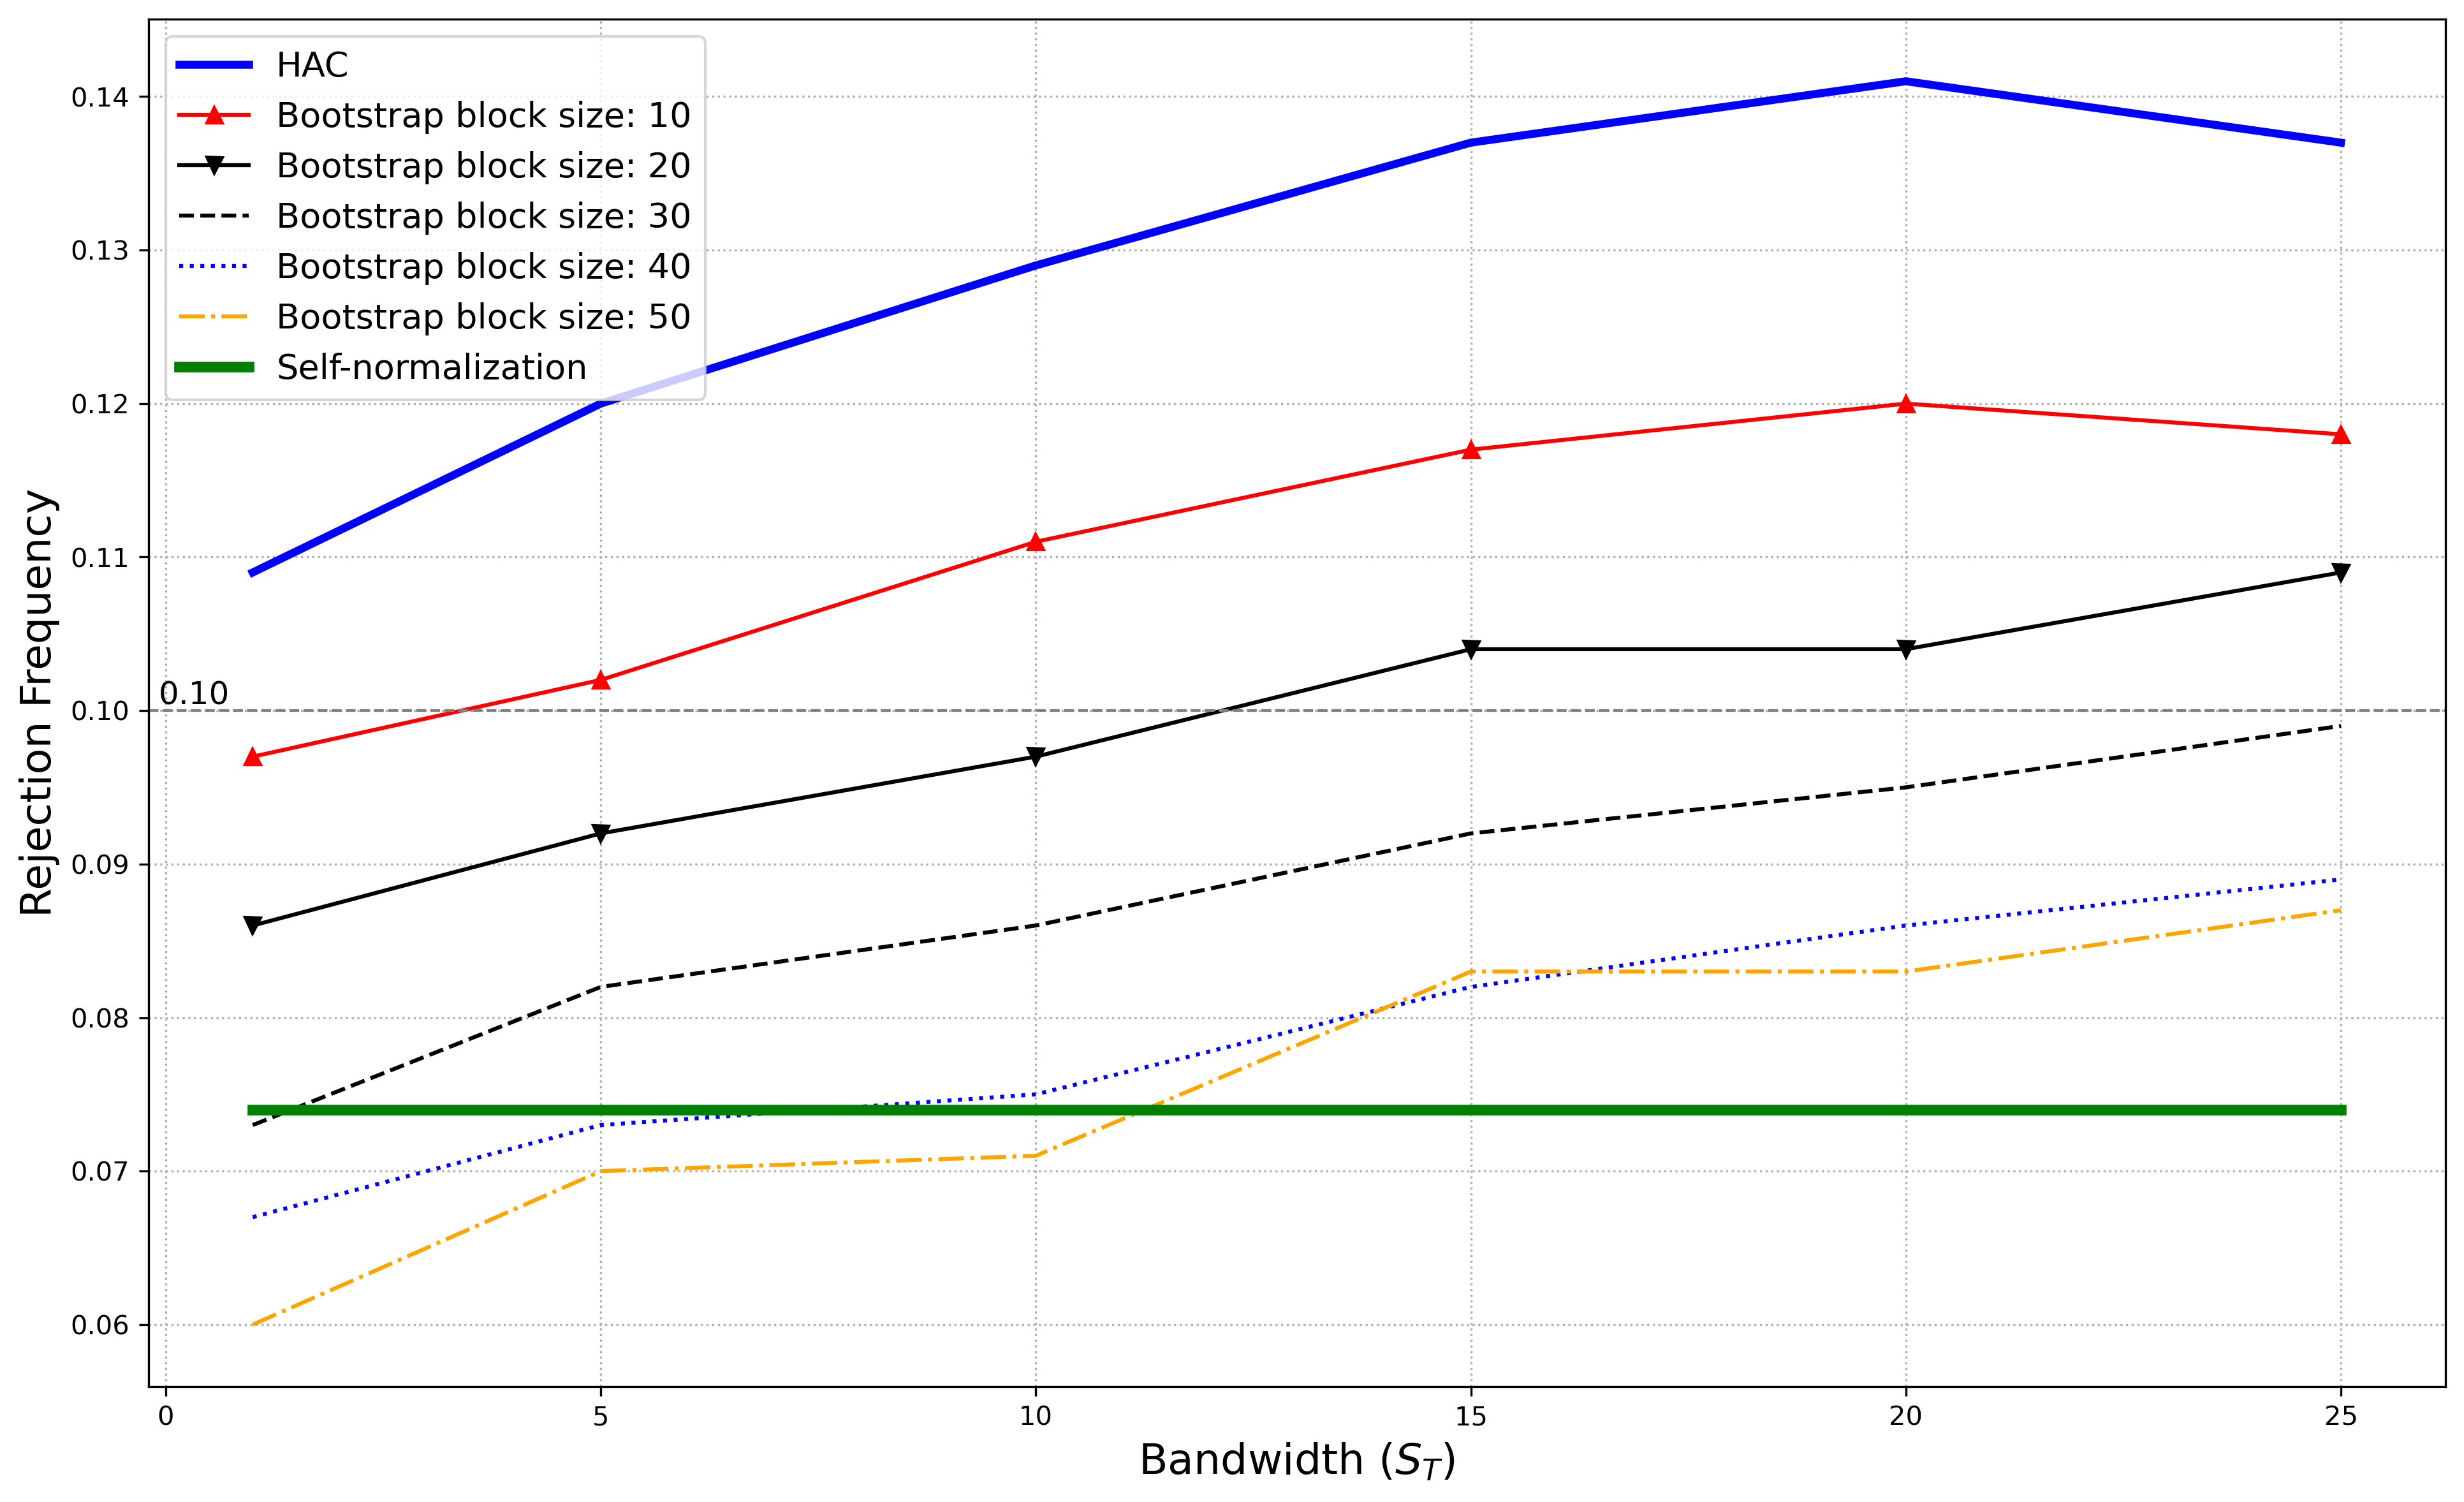 HAC
Bootstrap block size: 10
Bootstrap block size: 20
Bootstrap block size: 30
Bootstrap block size: 40
Bootstrap block size: 50
Self-normalization
0.14
0.13
0.12
0.11
0.10
0.10
0.09
0.08
0.07
0.06
Rejection Frequency
0 5 10 15 20 25
Bandwidth (S_T)